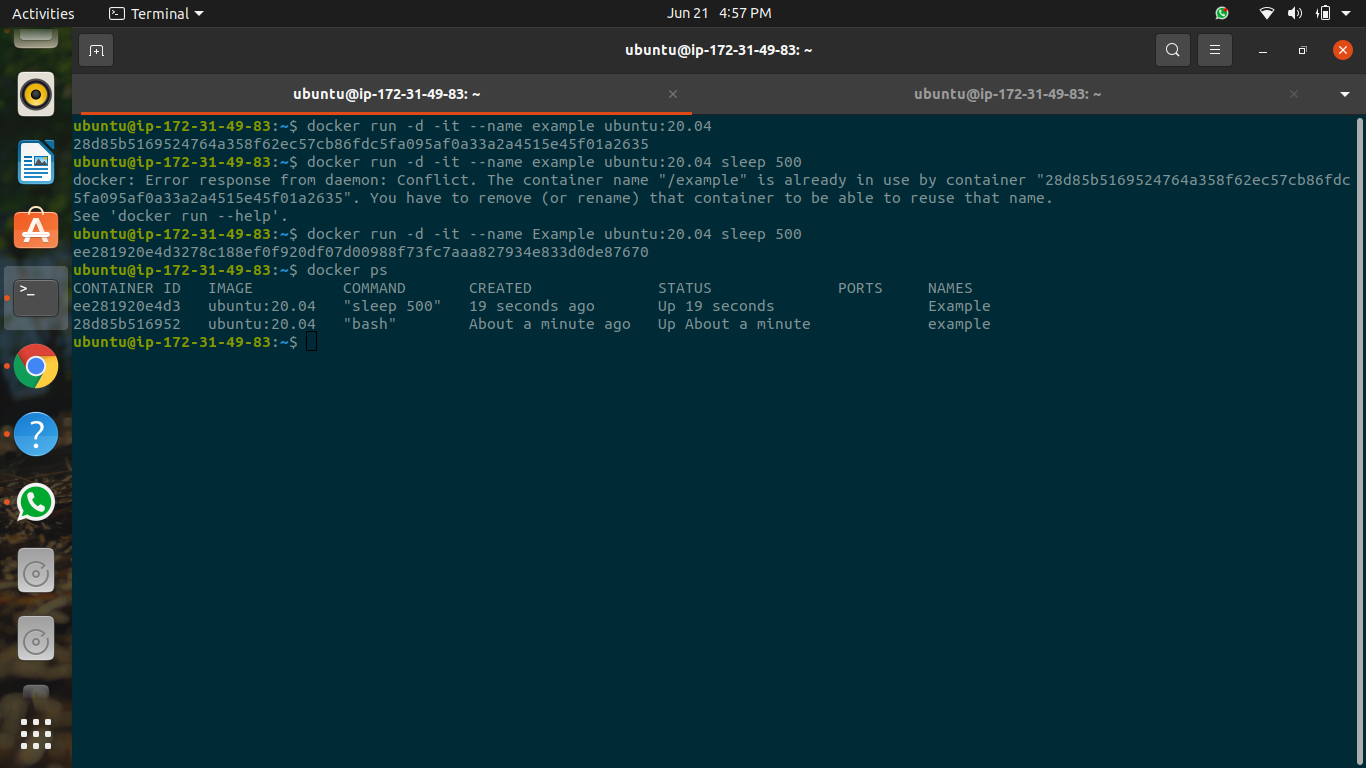 Activities Terminal Jun 21 4:57 PM
ubuntu@ip-172-31-49-83: ~
ubuntu@ip-172-31-49-83: ~ ubuntu@ip-172-31-49-83: ~
ubuntu@ip-172-31-49-83:~$ docker run -d -it --name example ubuntu:20.04
28d85b5169524764a358f62ec57cb86fdc5fa095af0a33a2a4515e45f01a2635
ubuntu@ip-172-31-49-83:~$ docker run -d -it --name example ubuntu:20.04 sleep 500
docker: Error response from daemon: Conflict. The container name "/example" is already in use by container "28d85b5169524764a358f62ec57cb86fdc
5fa095af0a33a2a4515e45f01a2635". You have to remove (or rename) that container to be able to reuse that name.
See 'docker run --help'.
ubuntu@ip-172-31-49-83:~$ docker run -d -it --name Example ubuntu:20.04 sleep 500
ee281920e4d3278c188ef0f920df07d00988f73fc7aaa827934e833d0de87670
ubuntu@ip-172-31-49-83:~$ docker ps
CONTAINER ID   IMAGE          COMMAND       CREATED              STATUS              PORTS     NAMES
ee281920e4d3   ubuntu:20.04   "sleep 500"   19 seconds ago       Up 19 seconds                 Example
28d85b516952   ubuntu:20.04   "bash"        About a minute ago   Up About a minute             example
ubuntu@ip-172-31-49-83:~$